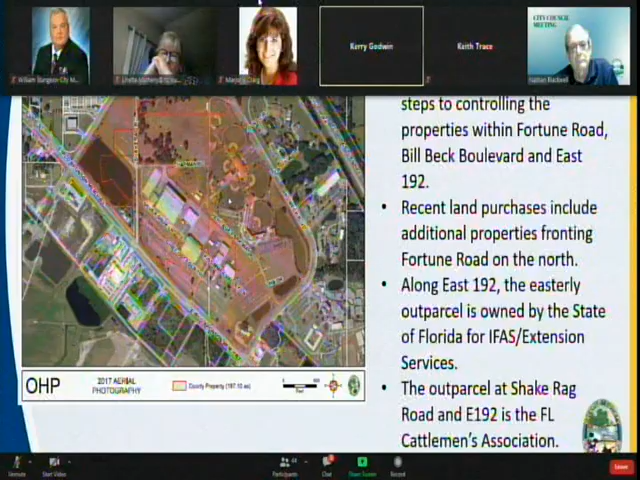 CITY COUNCIL
MEETING
Kerry Godwin
Keith Trace
steps to controlling the
properties within Fortune Road,
Bill Beck Boulevard and East
192.
• Recent land purchases include
additional properties fronting
Fortune Road on the north.
• Along East 192, the easterly
outparcel is owned by the State
of Florida for IFAS/Extension
Services.
• The outparcel at Shake Rag
Road and E192 is the FL
Cattlemen's Association.
OHP
2017 AERIAL
PHOTOGRAPHY
County Property
Unmute
Start Video
Participants
Chat
Share Screen
Record
Leave